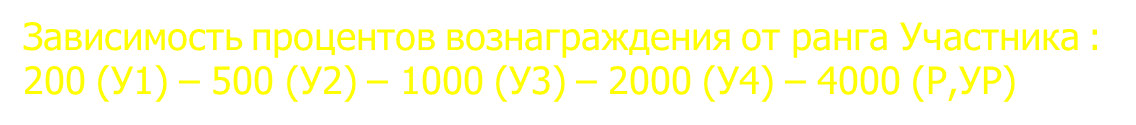 Зависимость процентов вознаграждения от ранга Участника :
200 (У1) – 500 (У2) – 1000 (У3) – 2000 (У4) – 4000 (Р,УР)